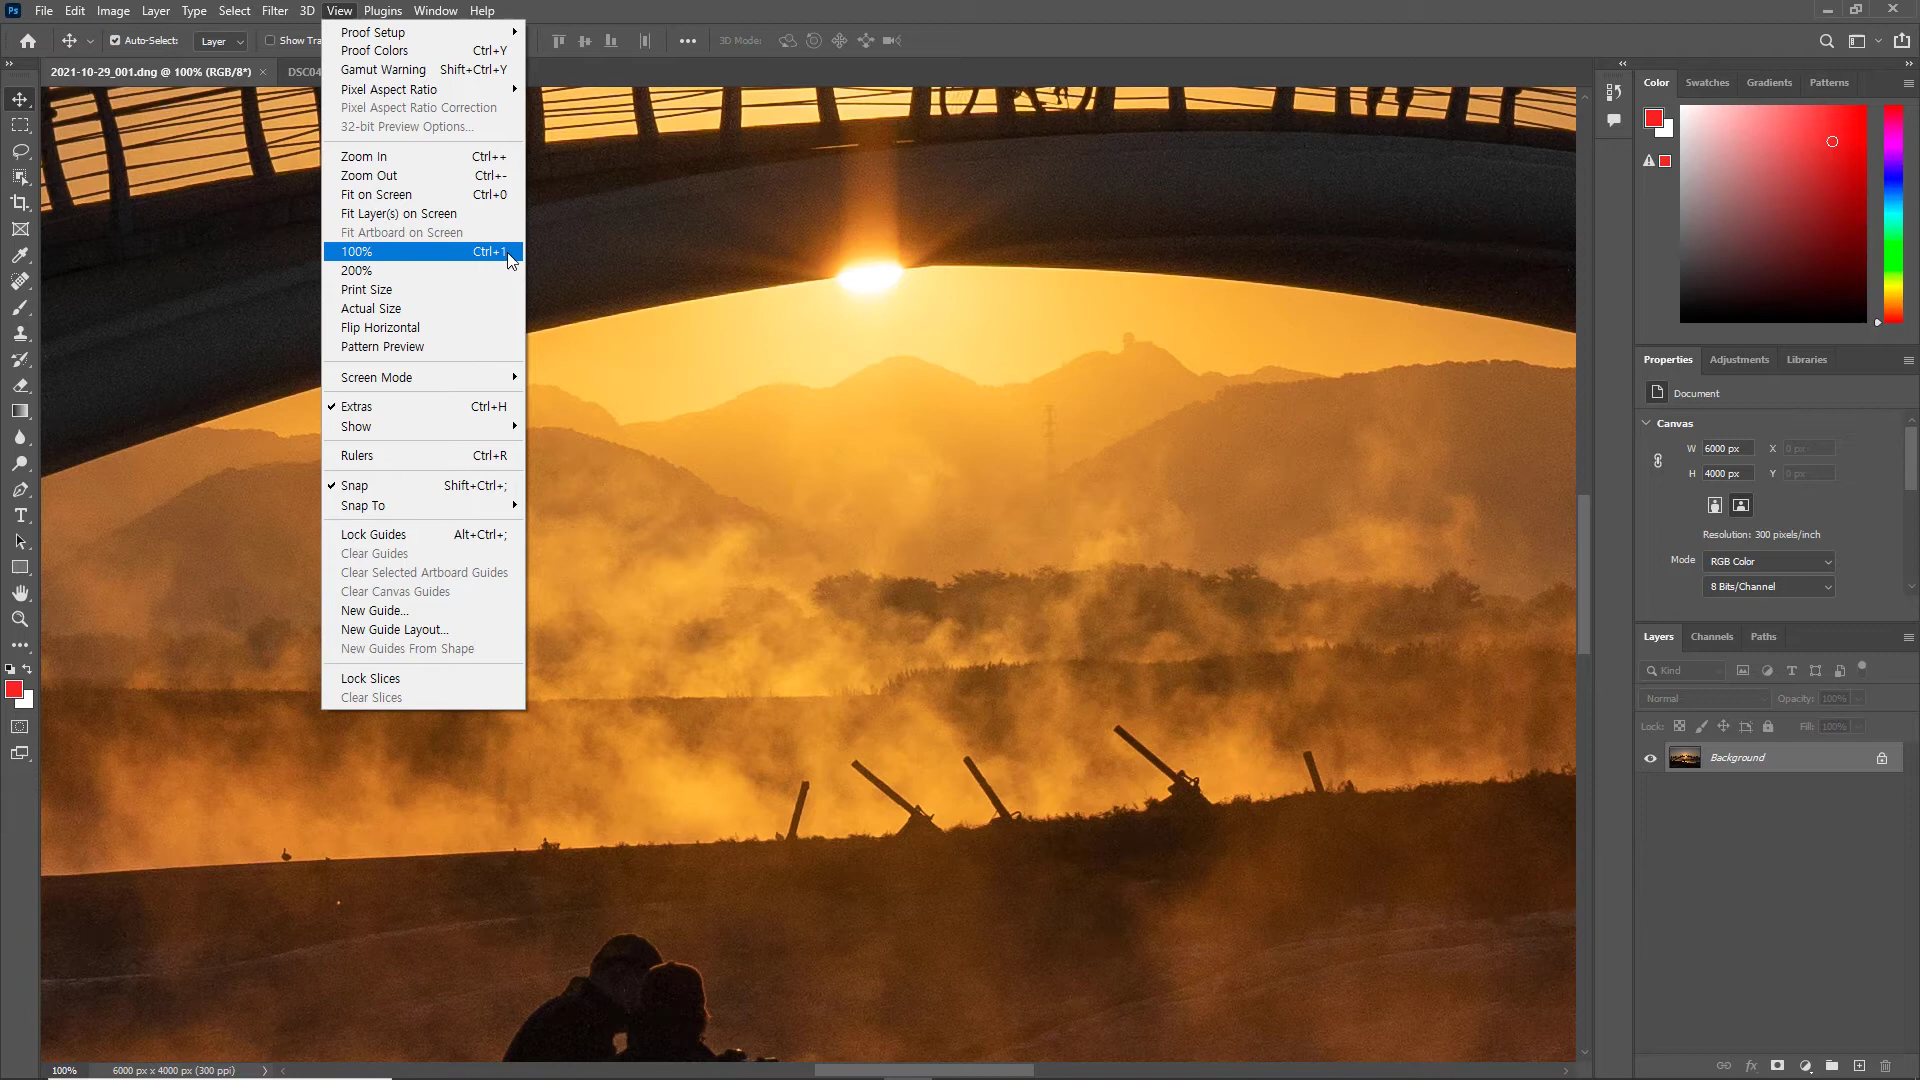 Ps File Edit Image Layer Type Select Filter 3D View Plugins Window Help
Auto-Select: Layer Show Tra 3D Mode:
2021-10-29_001.dng @ 100% (RGB/8*) × DSC04
Proof Setup
Proof Colors Ctrl+Y
Gamut Warning Shift+Ctrl+Y
Pixel Aspect Ratio
Pixel Aspect Ratio Correction
32-bit Preview Options...
Zoom In Ctrl++
Zoom Out Ctrl+-
Fit on Screen Ctrl+0
Fit Layer(s) on Screen
Fit Artboard on Screen
100% Ctrl+1
200%
Print Size
Actual Size
Flip Horizontal
Pattern Preview
Screen Mode
Extras Ctrl+H
Show
Rulers Ctrl+R
Snap Shift+Ctrl+;
Snap To
Lock Guides Alt+Ctrl+;
Clear Guides
Clear Selected Artboard Guides
Clear Canvas Guides
New Guide...
New Guide Layout...
New Guides From Shape
Lock Slices
Clear Slices
Color Swatches Gradients Patterns
Properties Adjustments Libraries
Document
Canvas
W 6000 px X 0 px
H 4000 px Y 0 px
Resolution: 300 pixels/inch
Mode RGB Color
8 Bits/Channel
Layers Channels Paths
Kind
Normal Opacity: 100%
Lock: Fill: 100%
Background
100% 6000 px x 4000 px (300 ppi)